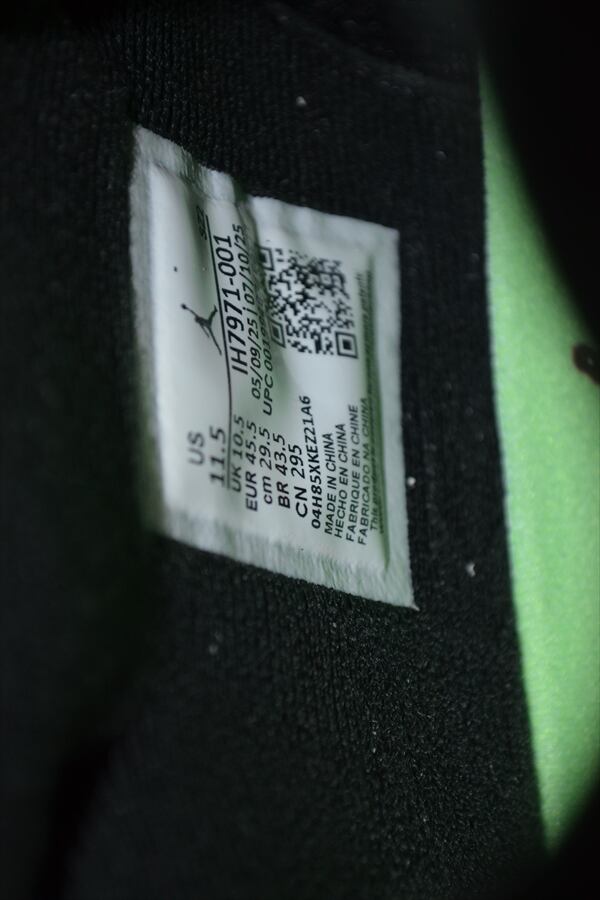 US
11.5
UK 10.5
EUR 45.5
cm 29.5
BR 43.5
CN 295
IH7971-001
05/09/25 | 07/10/25
UPC
04H85XKEZ21A6
MADE IN CHINA
HECHO EN CHINA
FABRIQUE EN CHINE
FABRICADO NA CHINA
This